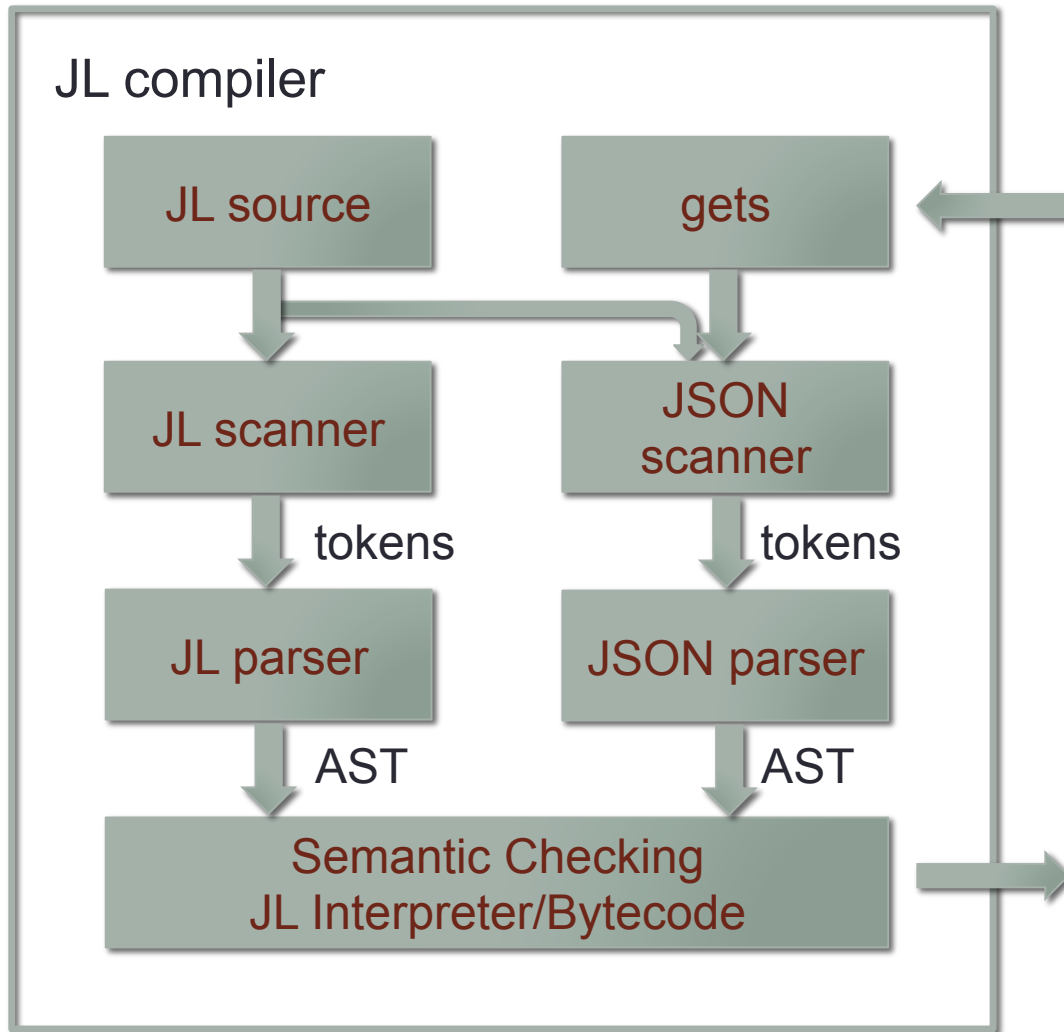 JL compiler
JL source
gets
JL scanner
JSON
scanner
tokens
tokens
JL parser
JSON parser
AST
AST
Semantic Checking
JL Interpreter/Bytecode